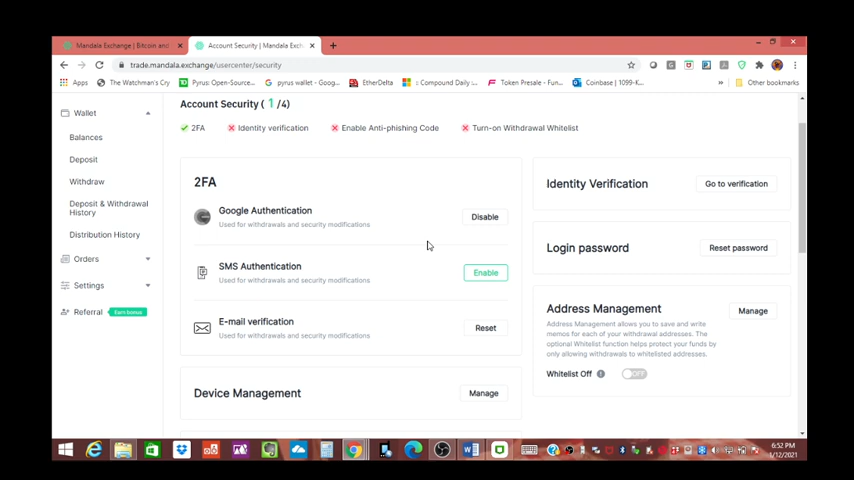 Mandala Exchange | Bitcoin and
Account Security | Mandala Exch
trade.mandala.exchange/usercenter/security
Apps
The Watchman's Cry
Pyrus: Open-Source...
pyrus wallet - Goog...
EtherDelta
::Compound Daily :...
Token Presale - Fun...
Coinbase | 1099-K...
»
Other bookmarks
Wallet
Balances
Deposit
Withdraw
Deposit & Withdrawal
History
Distribution History
Orders
Settings
Referral Earn bonus
Account Security ( 1 /4)
2FA Identity verification Enable Anti-phishing Code Turn-on Withdrawal Whitelist
2FA
Google Authentication
Used for withdrawals and security modifications
Disable
SMS Authentication
Used for withdrawals and security modifications
Enable
E-mail verification
Used for withdrawals and security modifications
Reset
Device Management
Manage
Identity Verification
Go to verification
Login password
Reset password
Address Management
Manage
Address Management allows you to save and write
memos for each of your withdrawal addresses. The
optional Whitelist function helps protect your funds by
only allowing withdrawals to whitelisted addresses.
Whitelist Off
OFF
6:52 PM
1/12/2021